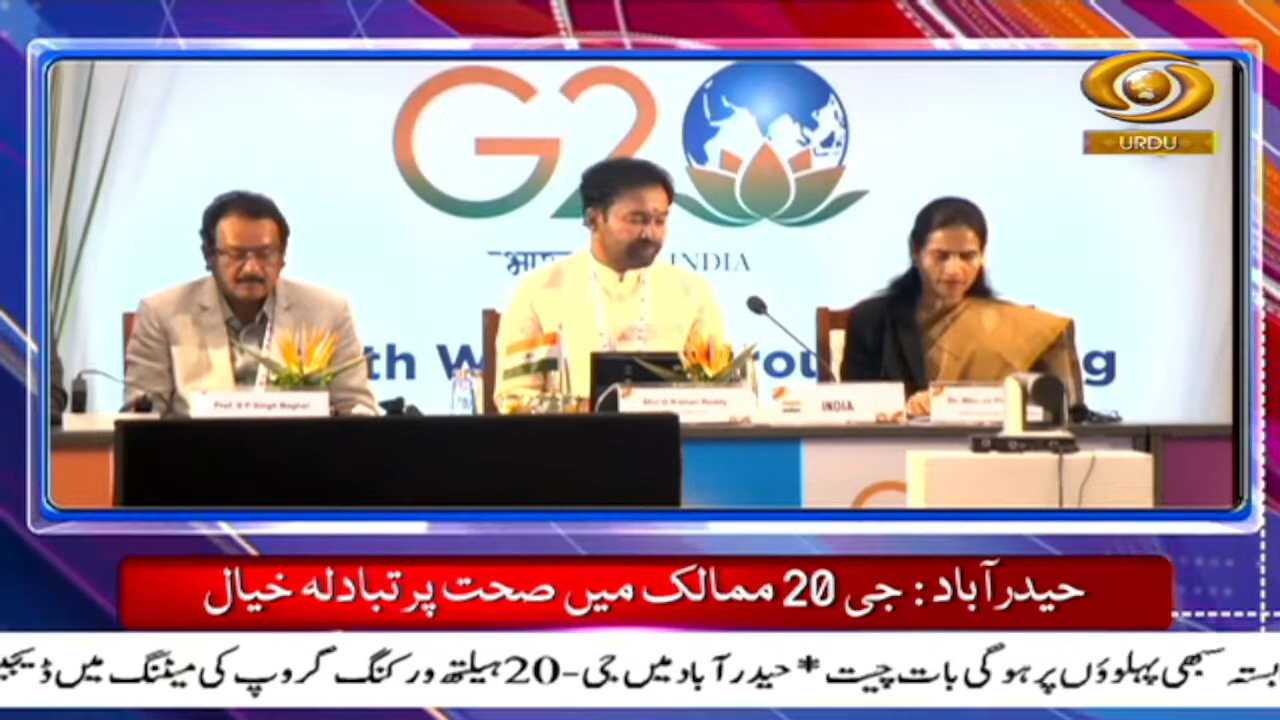 G20
URDU
INDIA
th W
rou
g
Prof. S P Singh Baghel
Shri G Kishan Reddy
INDIA
Dr.
حیدرآباد : جی 20 ممالک میں صحت پر تبادلہ خیال
بستہ سبھی پہلوؤں پر ہوگی بات چیت * حیدرآباد میں جی-20 ہیلتھ ورکنگ گروپ کی میٹنگ میں